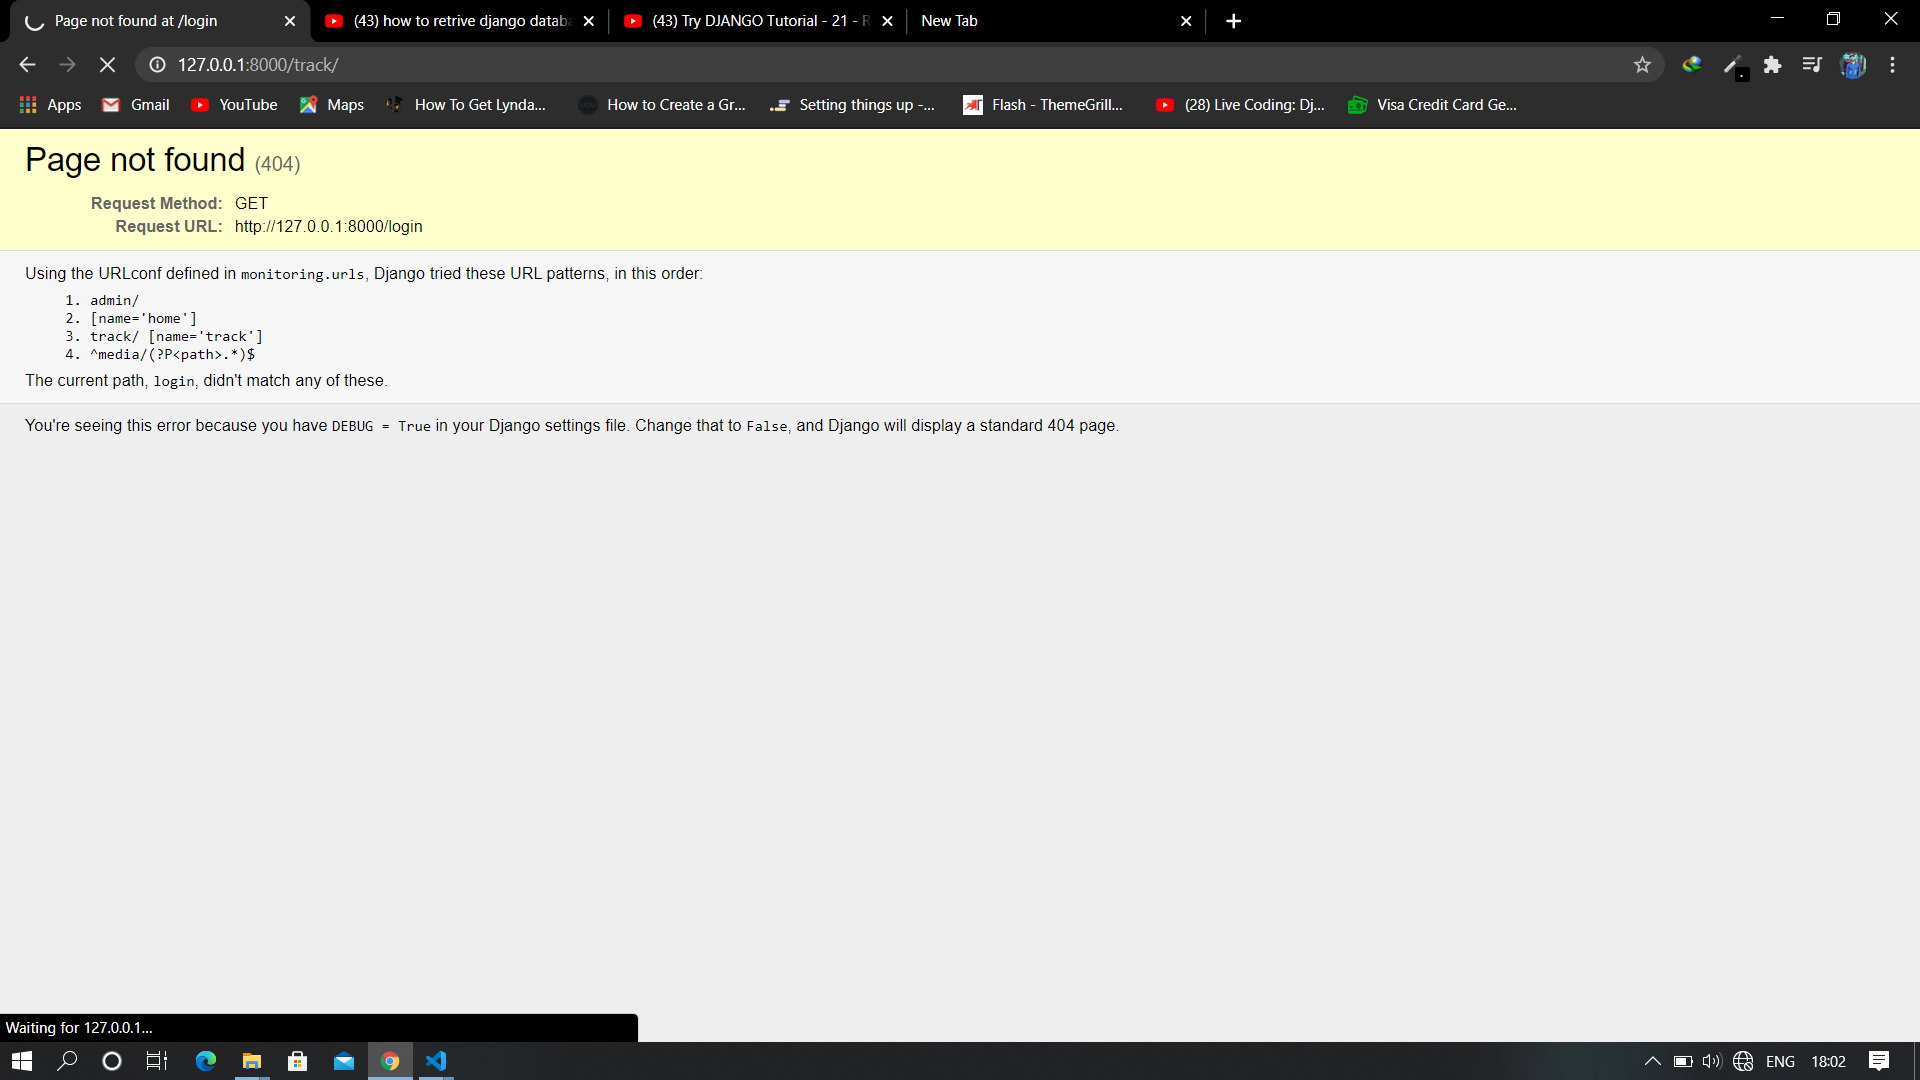 Page not found at /login
(43) how to retrive django datab
(43) Try DJANGO Tutorial - 21 - R
New Tab
127.0.0.1:8000/track/
Apps
Gmail
YouTube
Maps
How To Get Lynda...
How to Create a Gr...
Setting things up -...
Flash - ThemeGrill...
(28) Live Coding: Dj...
Visa Credit Card Ge...
Page not found (404)
Request Method: GET
Request URL: http://127.0.0.1:8000/login
Using the URLconf defined in monitoring.urls, Django tried these URL patterns, in this order:
1. admin/
2. [name='home']
3. track/ [name='track']
4. ^media/(?P<path>.*)$
The current path, login, didn't match any of these.
You're seeing this error because you have DEBUG = True in your Django settings file. Change that to False, and Django will display a standard 404 page.
Waiting for 127.0.0.1...
ENG
18:02